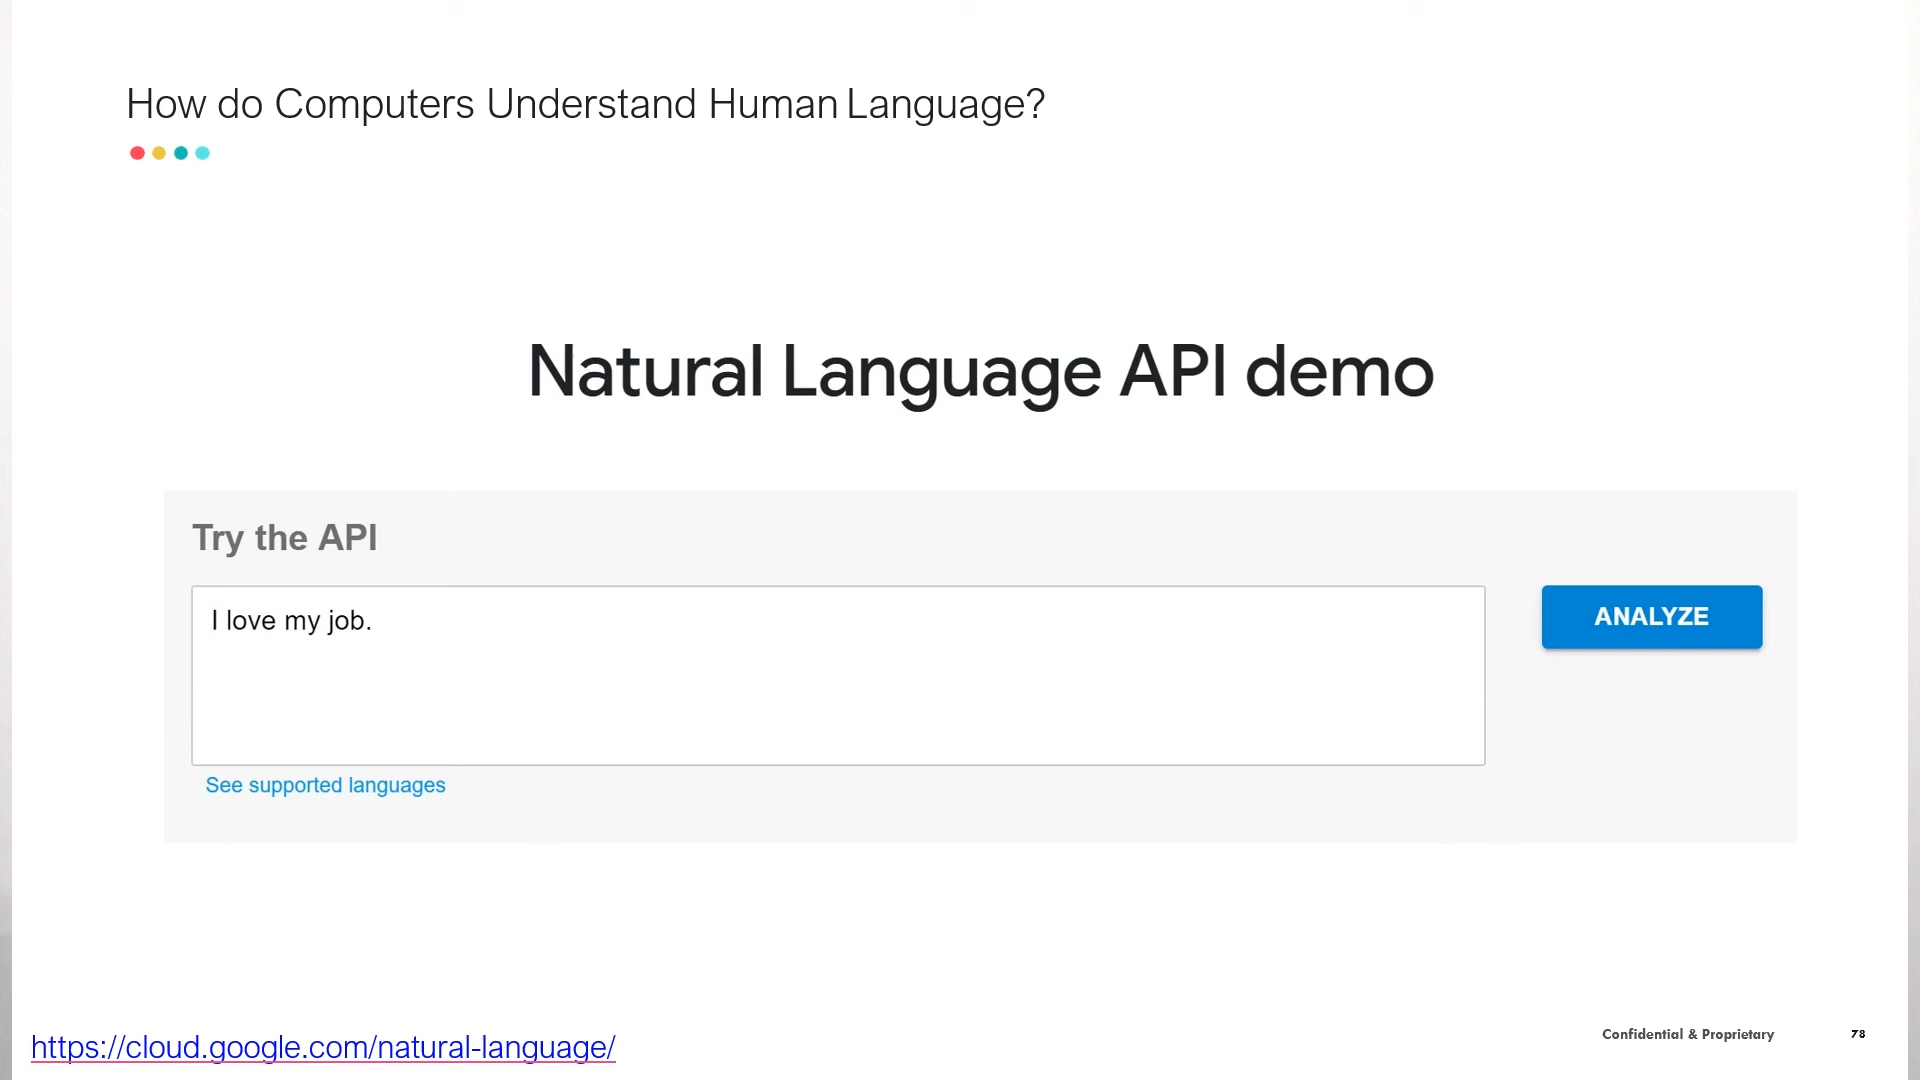 How do Computers Understand Human Language?
Natural Language API demo
Try the API
I love my job.
ANALYZE
See supported languages
https://cloud.google.com/natural-language/
Confidential & Proprietary
78